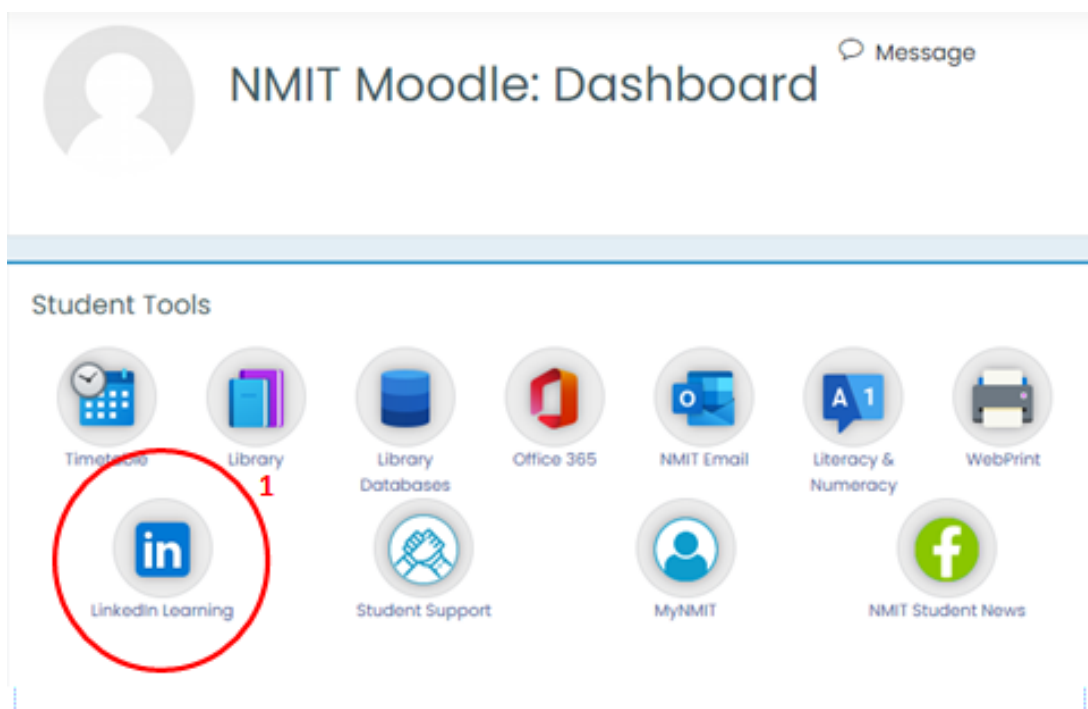 Message
NMIT Moodle: Dashboard
Student Tools
Timetable
Library
Library
Databases
Office 365
NMIT Email
Literacy &
Numeracy
WebPrint
1
LinkedIn Learning
Student Support
MyNMIT
NMIT Student News